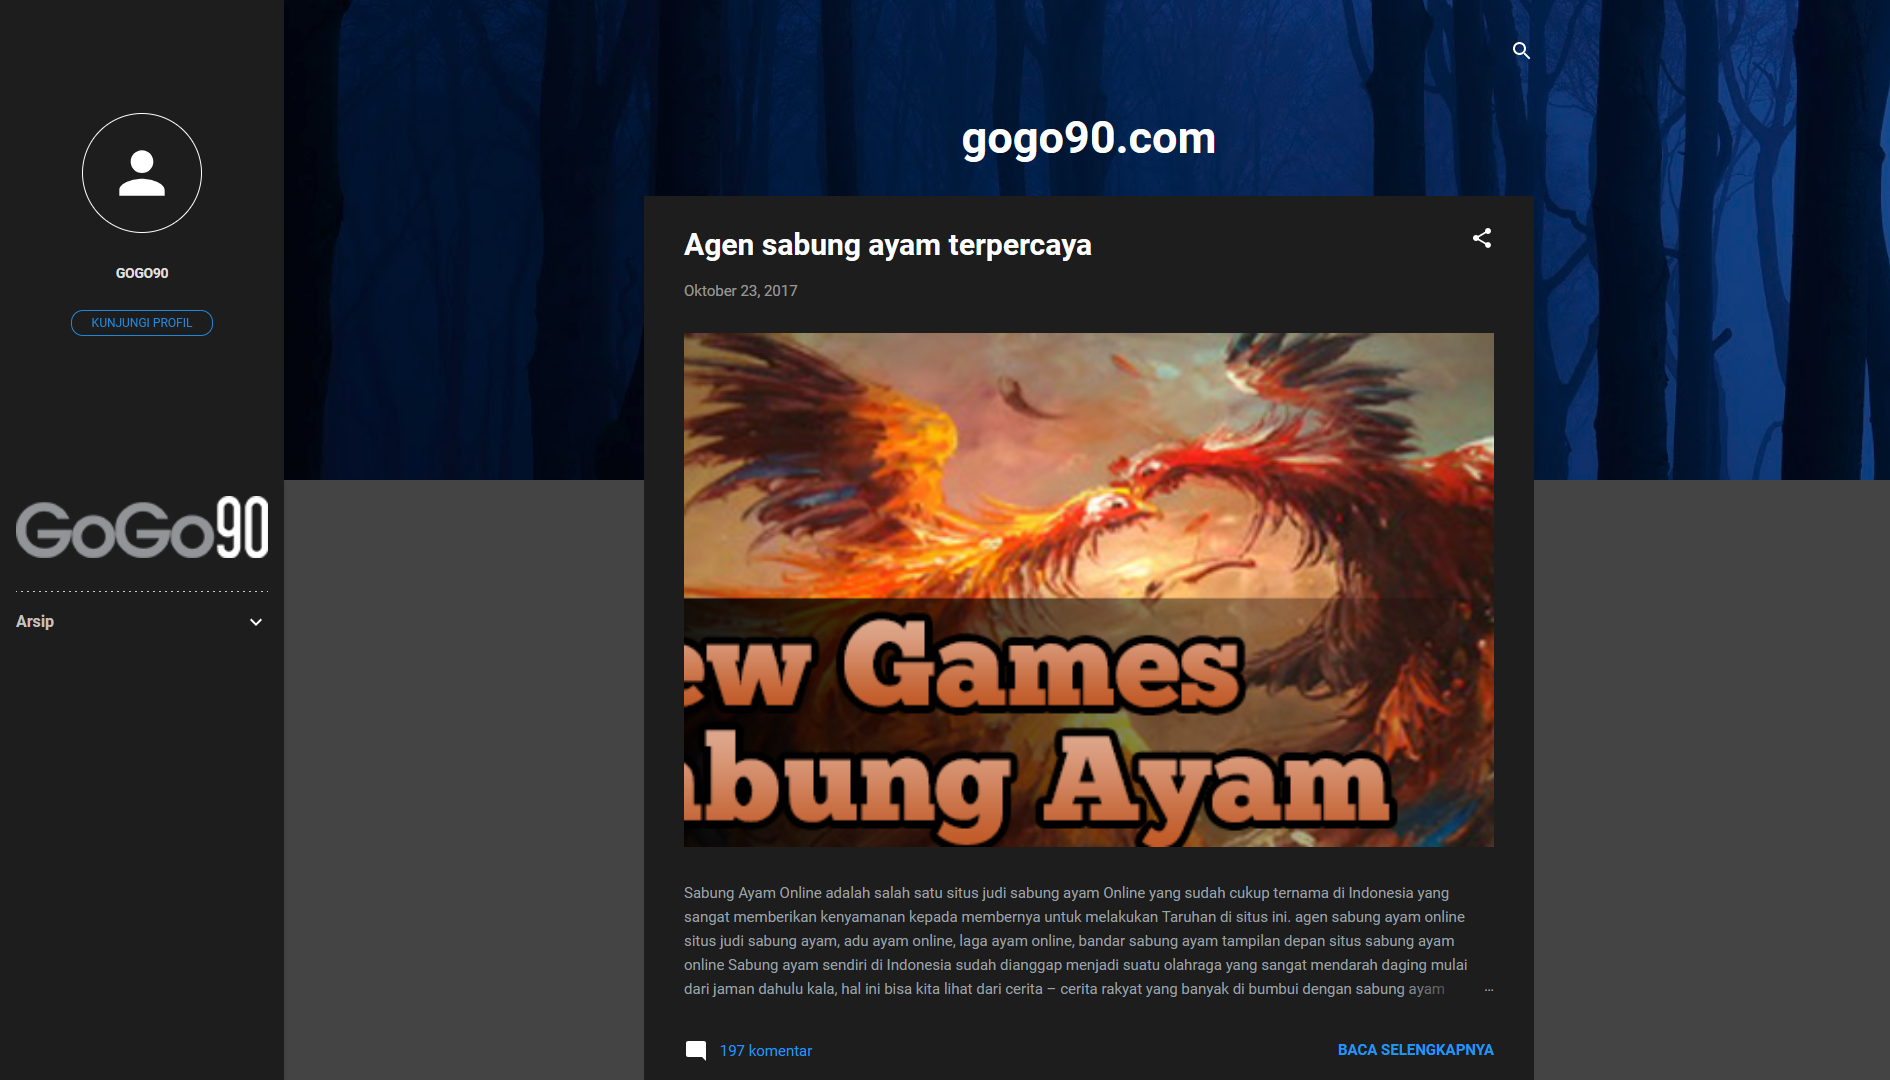 gogo90.com
GOGO90
KUNJUNGI PROFIL
GoGo90
Arsip
Agen sabung ayam terpercaya
Oktober 23, 2017
ew Games
abung Ayam
Sabung Ayam Online adalah salah satu situs judi sabung ayam Online yang sudah cukup ternama di Indonesia yang
sangat memberikan kenyamanan kepada membernya untuk melakukan Taruhan di situs ini. agen sabung ayam online
situs judi sabung ayam, adu ayam online, laga ayam online, bandar sabung ayam tampilan depan situs sabung ayam
online Sabung ayam sendiri di Indonesia sudah dianggap menjadi suatu olahraga yang sangat mendarah daging mulai
dari jaman dahulu kala, hal ini bisa kita lihat dari cerita – cerita rakyat yang banyak di bumbui dengan sabung ayam ...
197 komentar
BACA SELENGKAPNYA